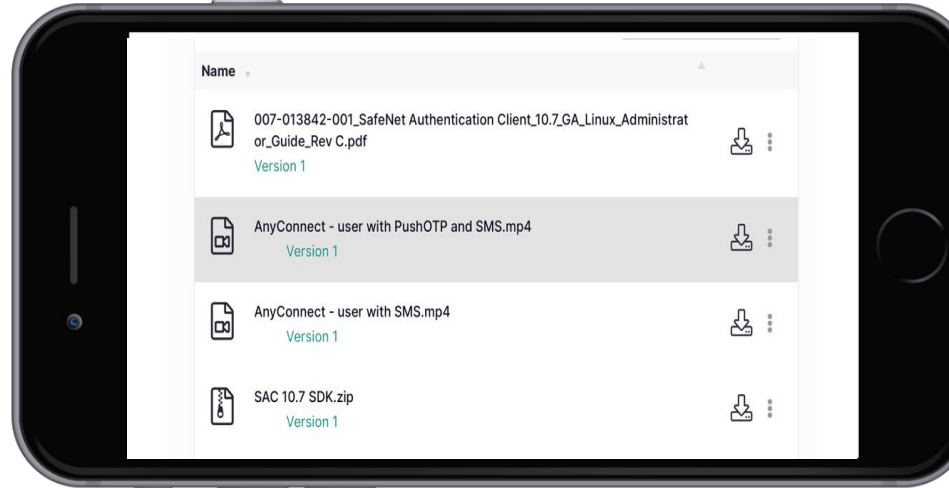 Name
007-013842-001_SafeNet Authentication Client_10.7_GA_Linux_Administrat
or_Guide_Rev C.pdf
Version 1
AnyConnect - user with PushOTP and SMS.mp4
Version 1
AnyConnect - user with SMS.mp4
Version 1
SAC 10.7 SDK.zip
Version 1